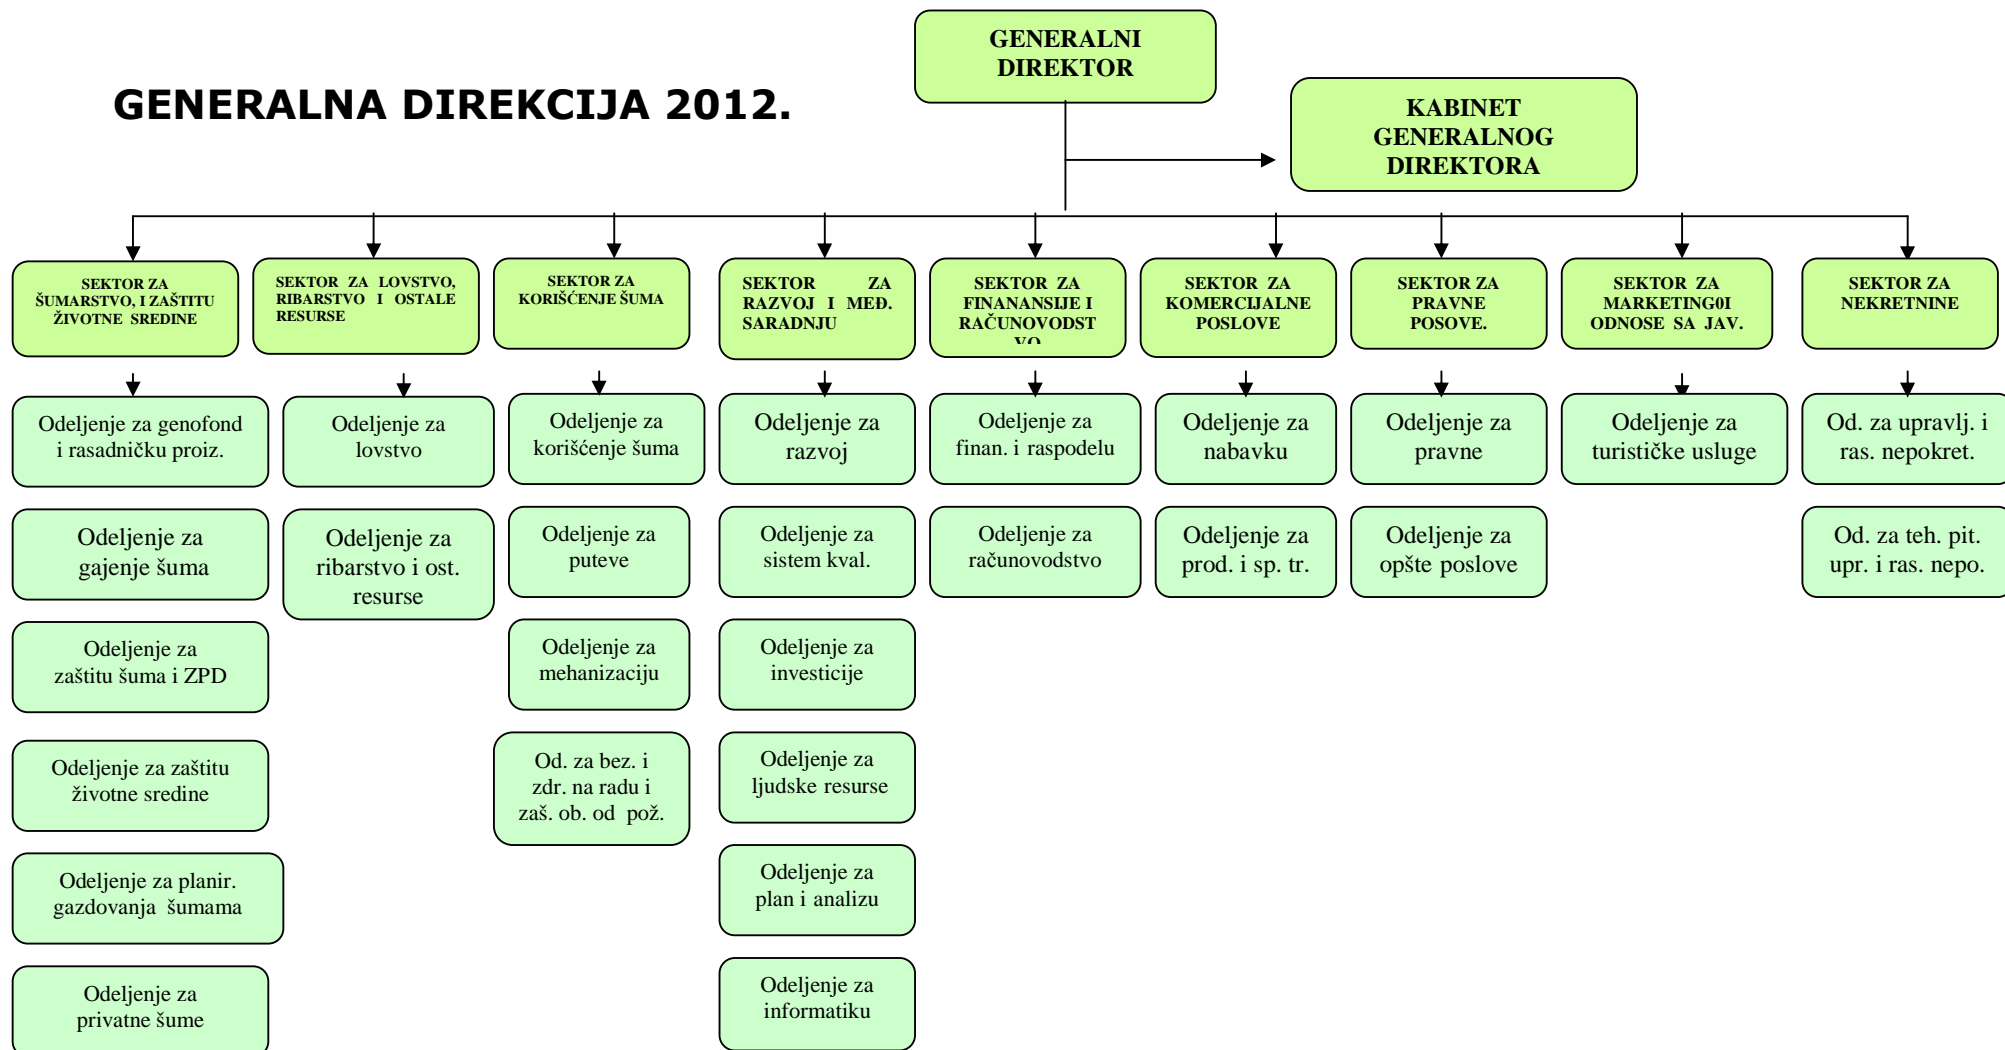 GENERALNI
DIREKTOR
GENERALNA DIREKCIJA 2012.
KABINET
GENERALNOG
DIREKTORA
SEKTOR ZA
ŠUMARSTVO, I ZAŠTITU
ŽIVOTNE SREDINE
SEKTOR ZA LOVSTVO,
RIBARSTVO I OSTALE
RESURSE
SEKTOR ZA
KORIŠĆENJE ŠUMA
SEKTOR ZA
RAZVOJ I MEĐ.
SARADNJU
SEKTOR ZA
FINANANSIJE I
RAČUNOVODST
VO
SEKTOR ZA
KOMERCIJALNE
POSLOVE
SEKTOR ZA
PRAVNE
POSOVE.
SEKTOR ZA
MARKETING0I
ODNOSE SA JAV.
SEKTOR ZA
NEKRETNINE
Odeljenje za genofond
i rasadničku proiz.
Odeljenje za
lovstvo
Odeljenje za
korišćenje šuma
Odeljenje za
razvoj
Odeljenje za
finan. i raspodelu
Odeljenje za
nabavku
Odeljenje za
pravne
Odeljenje za
turističke usluge
Od. za upravlj. i
ras. nepokret.
Odeljenje za
gajenje šuma
Odeljenje za
ribarstvo i ost.
resurse
Odeljenje za
puteve
Odeljenje za
sistem kval.
Odeljenje za
računovodstvo
Odeljenje za
prod. i sp. tr.
Odeljenje za
opšte poslove
Od. za teh. pit.
upr. i ras. nepo.
Odeljenje za
zaštitu šuma i ZPD
Odeljenje za
mehanizaciju
Odeljenje za
investicije
Odeljenje za zaštitu
životne sredine
Od. za bez. i
zdr. na radu i
zaš. ob. od pož.
Odeljenje za
ljudske resurse
Odeljenje za planir.
gazdovanja šumama
Odeljenje za
plan i analizu
Odeljenje za
privatne šume
Odeljenje za
informatiku